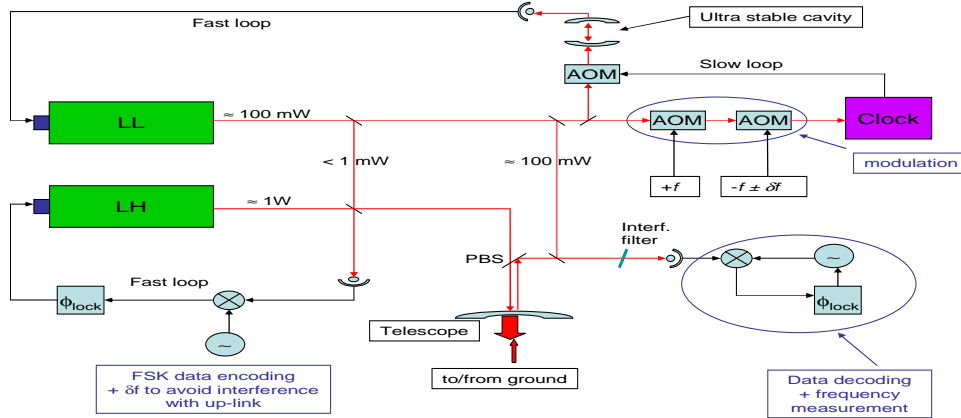 Fast loop
Ultra stable cavity
AOM
Slow loop
LL
≈ 100 mW
AOM
AOM
Clock
< 1 mW
≈ 100 mW
modulation
+f
-f ± δf
LH
≈ 1W
Interf.
filter
PBS
~
Fast loop
ϕlock
ϕlock
Telescope
~
to/from ground
FSK data encoding
+ δf to avoid interference
with up-link
Data decoding
+ frequency
measurement